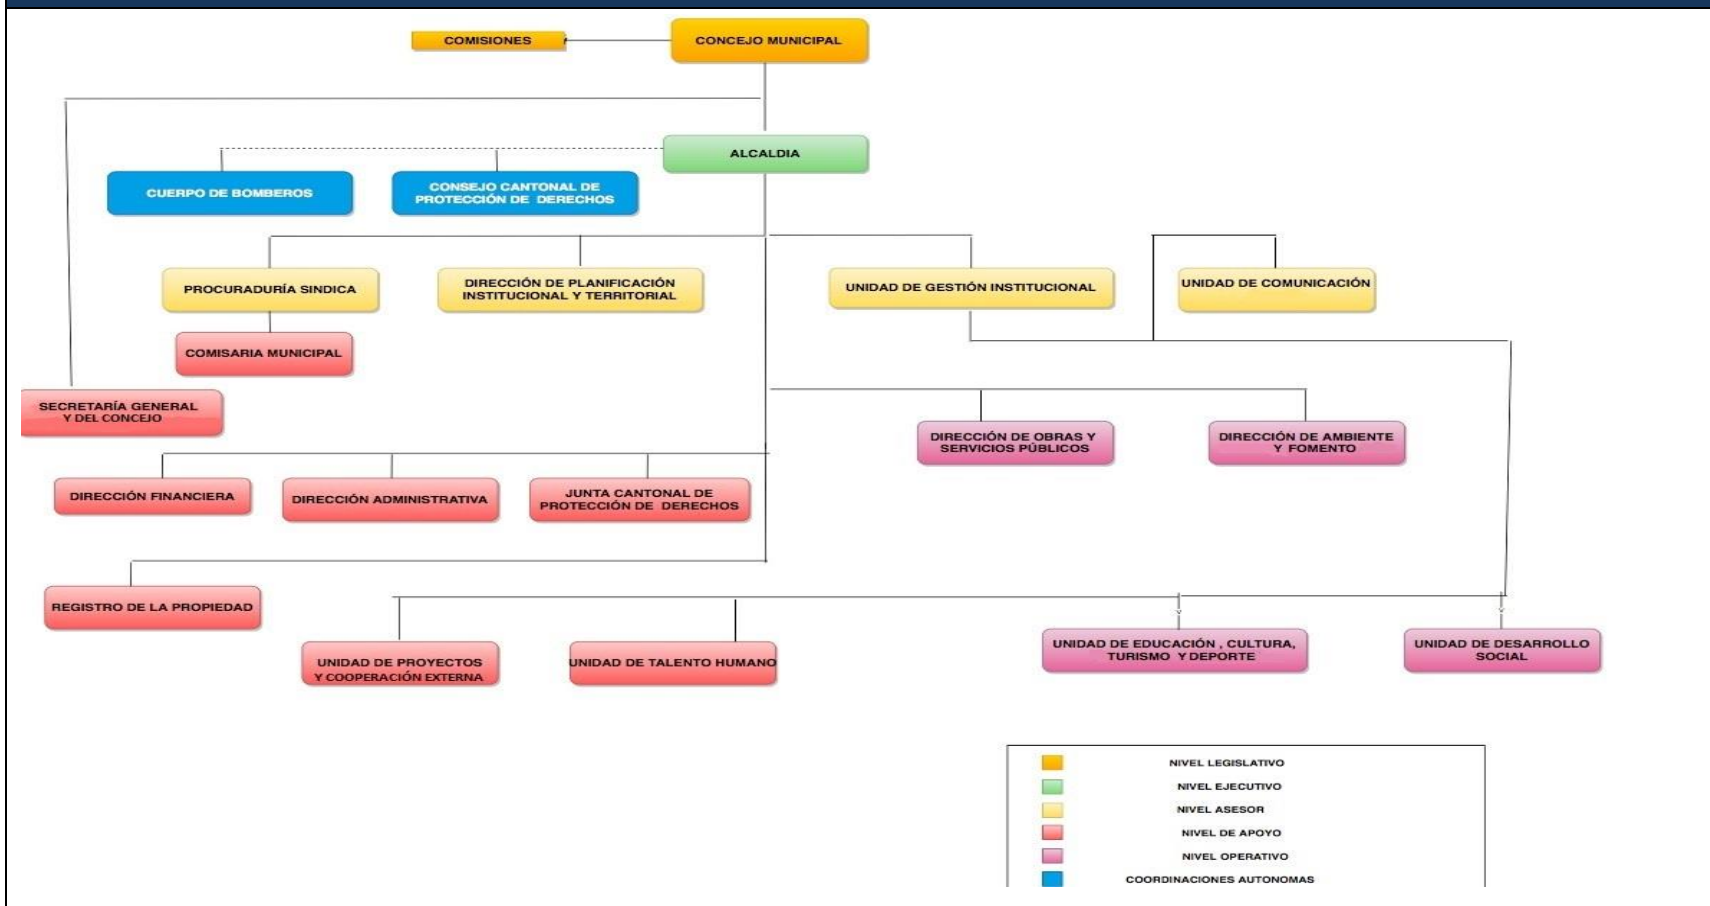 COMISIONES
CONCEJO MUNICIPAL
ALCALDIA
CUERPO DE BOMBEROS
CONSEJO CANTONAL DE
PROTECCIÓN DE DERECHOS
PROCURADURÍA SINDICA
DIRECCIÓN DE PLANIFICACIÓN
INSTITUCIONAL Y TERRITORIAL
UNIDAD DE GESTIÓN INSTITUCIONAL
UNIDAD DE COMUNICACIÓN
COMISARIA MUNICIPAL
SECRETARÍA GENERAL
Y DEL CONCEJO
DIRECCIÓN DE OBRAS Y
SERVICIOS PÚBLICOS
DIRECCIÓN DE AMBIENTE
Y FOMENTO
DIRECCIÓN FINANCIERA
DIRECCIÓN ADMINISTRATIVA
JUNTA CANTONAL DE
PROTECCIÓN DE DERECHOS
REGISTRO DE LA PROPIEDAD
UNIDAD DE PROYECTOS
Y COOPERACIÓN EXTERNA
UNIDAD DE TALENTO HUMANO
UNIDAD DE EDUCACIÓN , CULTURA,
TURISMO Y DEPORTE
UNIDAD DE DESARROLLO
SOCIAL
NIVEL LEGISLATIVO
NIVEL EJECUTIVO
NIVEL ASESOR
NIVEL DE APOYO
NIVEL OPERATIVO
COORDINACIONES AUTONOMAS